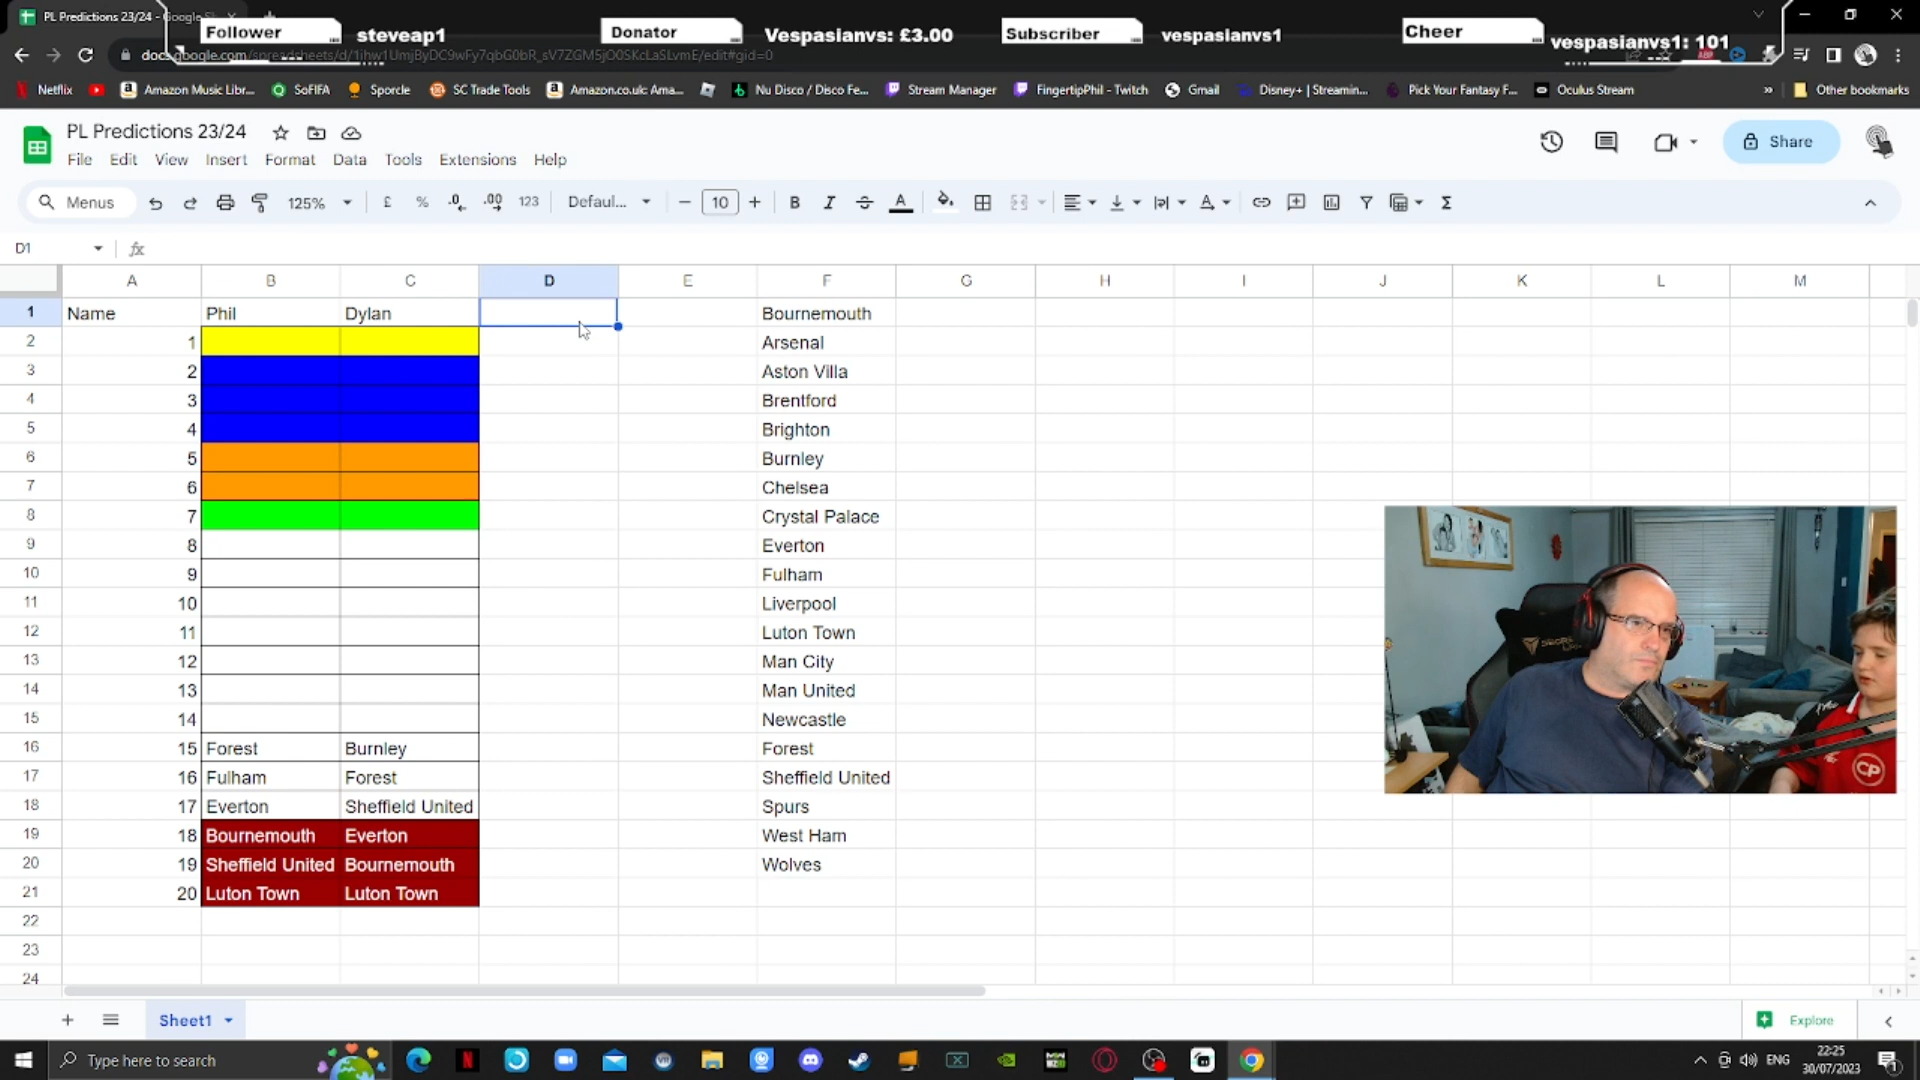 PL Predictions 23/24 - Google S
Follower
steveap1
Donator
Vespasianvs: £3.00
Subscriber
vespasianvs1
Cheer
vespasianvs1: 101
Netflix
Amazon Music Libr...
SoFIFA
Sporcle
SC Trade Tools
Amazon.co.uk: Ama...
Nu Disco / Disco Fe...
Stream Manager
FingertipPhil - Twitch
Gmail
Disney+ | Streamin...
Pick Your Fantasy F...
Oculus Stream
»
Other bookmarks
PL Predictions 23/24
Share
File Edit View Insert Format Data Tools Extensions Help
Menus 125% £ % .0 .00 123 Defaul... − 10 + B I A Σ
D1 fx
A B C D E F G H I J K L M
1 Name Phil Dylan Bournemouth
2 1 Arsenal
3 2 Aston Villa
4 3 Brentford
5 4 Brighton
6 5 Burnley
7 6 Chelsea
8 7 Crystal Palace
9 8 Everton
10 9 Fulham
11 10 Liverpool
12 11 Luton Town
13 12 Man City
14 13 Man United
15 14 Newcastle
16 15 Forest Burnley Forest
17 16 Fulham Forest Sheffield United
18 17 Everton Sheffield United Spurs
19 18 Bournemouth Everton West Ham
20 19 Sheffield United Bournemouth Wolves
21 20 Luton Town Luton Town
22
23
24
CP
+ Sheet1 Explore
Type here to search
ENG
22:25
30/07/2023